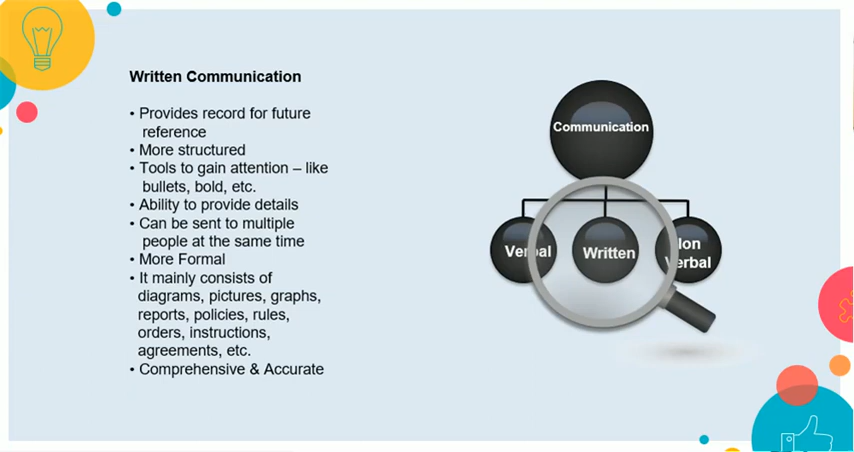 Written Communication
• Provides record for future
reference
• More structured
• Tools to gain attention – like
bullets, bold, etc.
• Ability to provide details
• Can be sent to multiple
people at the same time
• More Formal
• It mainly consists of
diagrams, pictures, graphs,
reports, policies, rules,
orders, instructions,
agreements, etc.
• Comprehensive & Accurate
Communication
Verbal
Written
Non
Verbal